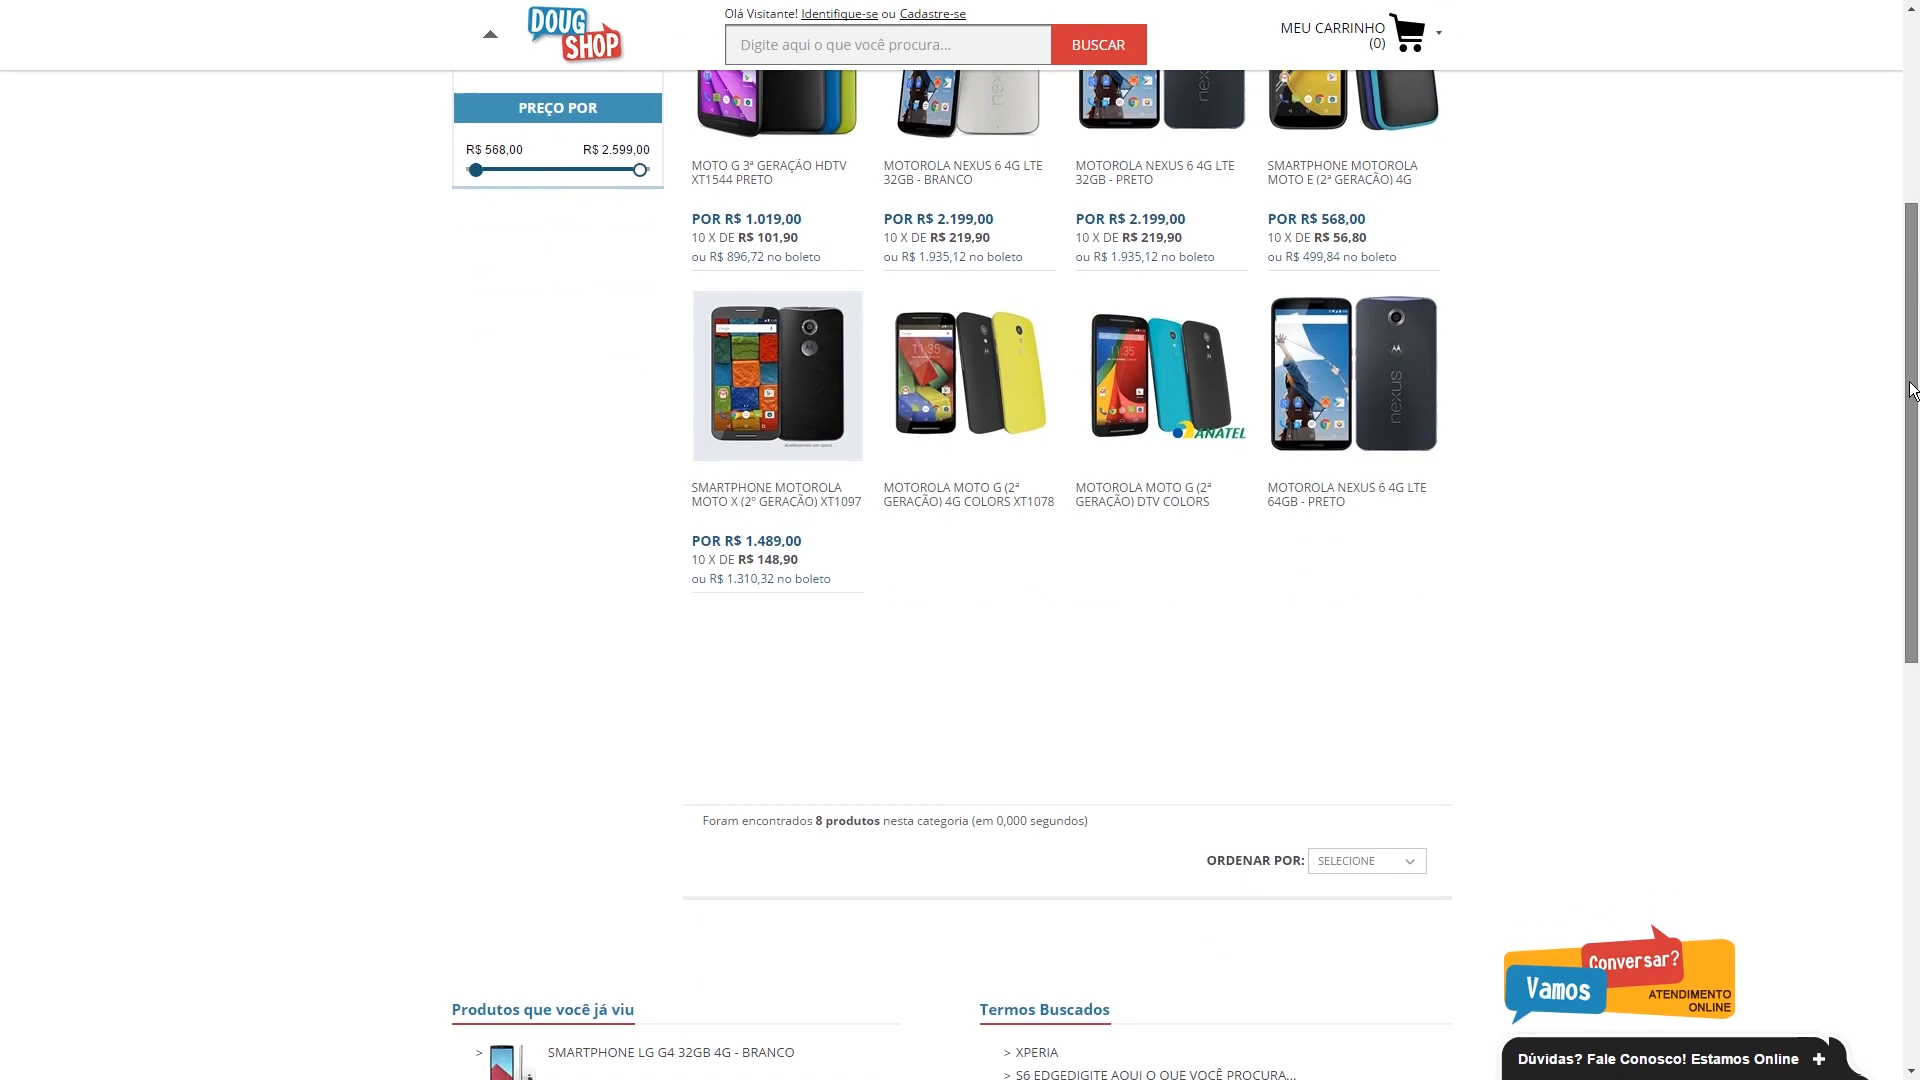 DOUG SHOP
Olá Visitante! Identifique-se ou Cadastre-se
Digite aqui o que você procura...
BUSCAR
MEU CARRINHO
(0)
PREÇO POR
R$ 568,00 R$ 2.599,00
MOTO G 3ª GERAÇÃO HDTV
XT1544 PRETO
POR R$ 1.019,00
10 X DE R$ 101,90
ou R$ 896,72 no boleto
MOTOROLA NEXUS 6 4G LTE
32GB - BRANCO
POR R$ 2.199,00
10 X DE R$ 219,90
ou R$ 1.935,12 no boleto
MOTOROLA NEXUS 6 4G LTE
32GB - PRETO
POR R$ 2.199,00
10 X DE R$ 219,90
ou R$ 1.935,12 no boleto
SMARTPHONE MOTOROLA
MOTO E (2ª GERAÇÃO) 4G
POR R$ 568,00
10 X DE R$ 56,80
ou R$ 499,84 no boleto
SMARTPHONE MOTOROLA
MOTO X (2º GERAÇÃO) XT1097
POR R$ 1.489,00
10 X DE R$ 148,90
ou R$ 1.310,32 no boleto
MOTOROLA MOTO G (2ª
GERAÇÃO) 4G COLORS XT1078
ANATEL
MOTOROLA MOTO G (2ª
GERAÇÃO) DTV COLORS
nexus
MOTOROLA NEXUS 6 4G LTE
64GB - PRETO
Foram encontrados 8 produtos nesta categoria (em 0,000 segundos)
ORDENAR POR: SELECIONE
Produtos que você já viu
> SMARTPHONE LG G4 32GB 4G - BRANCO
Termos Buscados
> XPERIA
> S6 EDGEDIGITE AQUI O QUE VOCÊ PROCURA...
Vamos Conversar?
ATENDIMENTO
ONLINE
Dúvidas? Fale Conosco! Estamos Online +